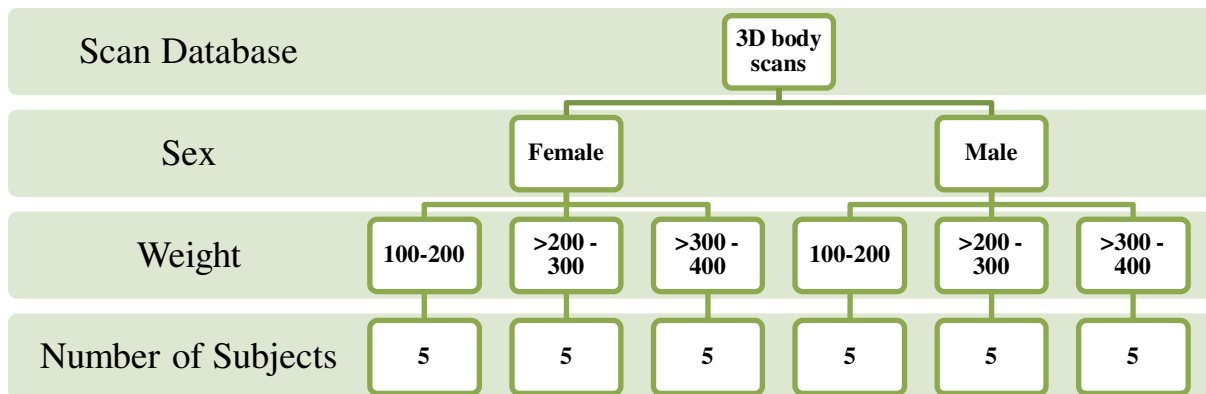 Scan Database
3D body
scans
Sex
Female
Male
Weight
100-200
>200 -
300
>300 -
400
100-200
>200 -
300
>300 -
400
Number of Subjects
5
5
5
5
5
5